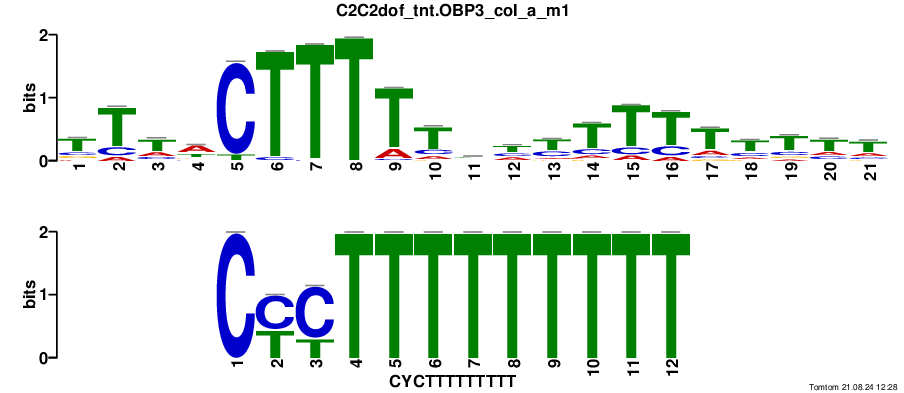 C2C2dof_tnt.OBP3_col_a_m1
2
1
0
bits
T T T A C T T T T T T T T T T T T T T T T
1 2 3 4 5 6 7 8 9 10 11 12 13 14 15 16 17 18 19 20 21
2
1
0
bits
C C C T T T T T T T T T
T T
1 2 3 4 5 6 7 8 9 10 11 12
CYCTTTTTTTTT
Tomtom 21.08.24 12:28